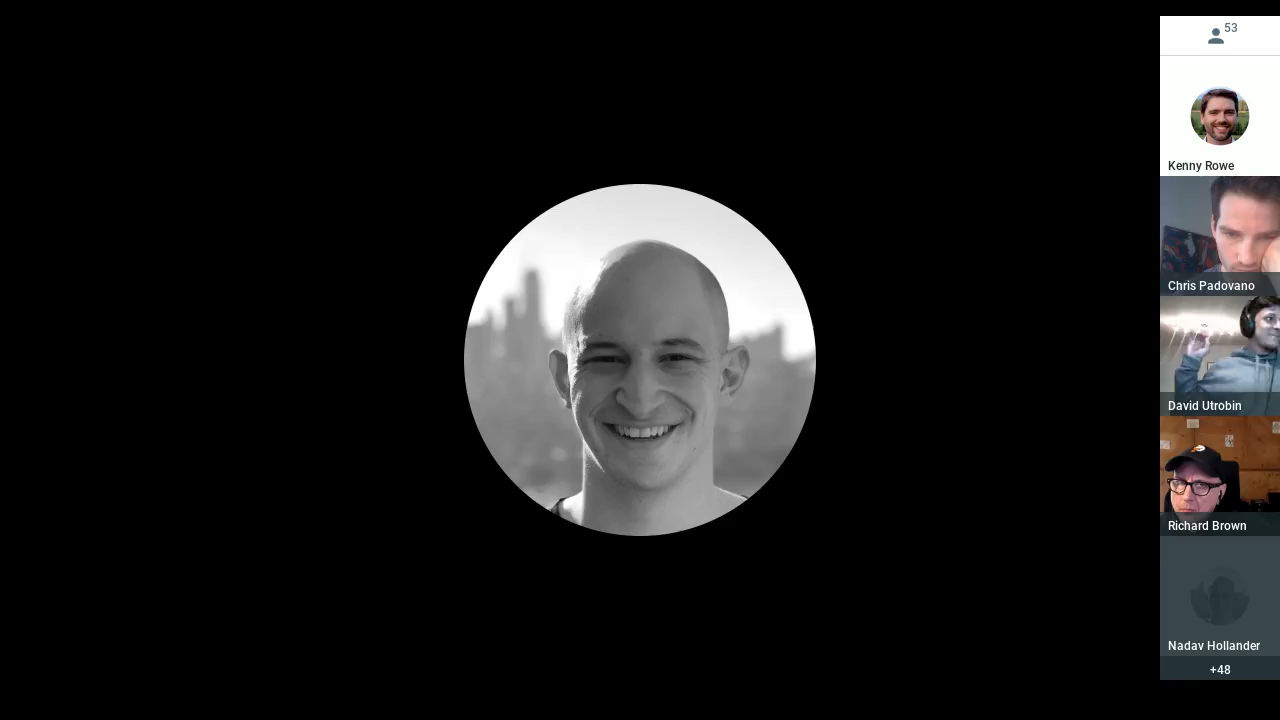 53
Kenny Rowe
Chris Padovano
David Utrobin
Richard Brown
Nadav Hollander
+48